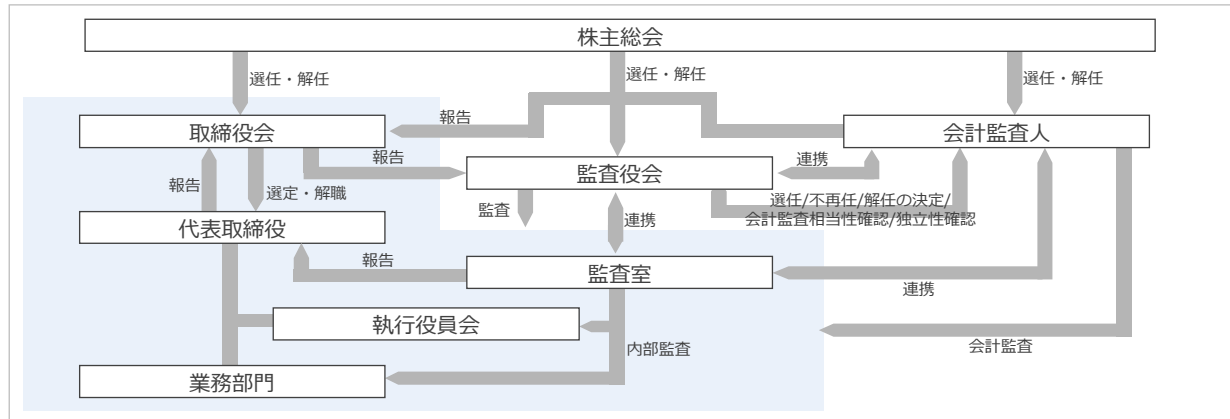 株主総会
選任・解任
選任・解任
選任・解任
取締役会
報告
会計監査人
報告
監査役会
連携
報告
選定・解職
監査
選任/不再任/解任の決定/
会計監査相当性確認/独立性確認
代表取締役
連携
報告
監査室
連携
執行役員会
内部監査
会計監査
業務部門